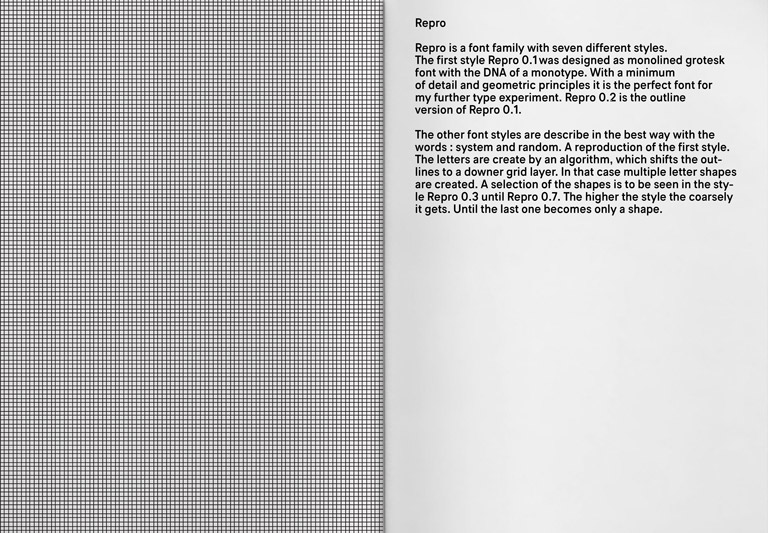 Repro
Repro is a font family with seven different styles.
The first style Repro 0.1 was designed as monolined grotesk
font with the DNA of a monotype. With a minimum
of detail and geometric principles it is the perfect font for
my further type experiment. Repro 0.2 is the outline
version of Repro 0.1.
The other font styles are describe in the best way with the
words : system and random. A reproduction of the first style.
The letters are create by an algorithm, which shifts the out-
lines to a downer grid layer. In that case multiple letter shapes
are created. A selection of the shapes is to be seen in the sty-
le Repro 0.3 until Repro 0.7. The higher the style the coarsely
it gets. Until the last one becomes only a shape.